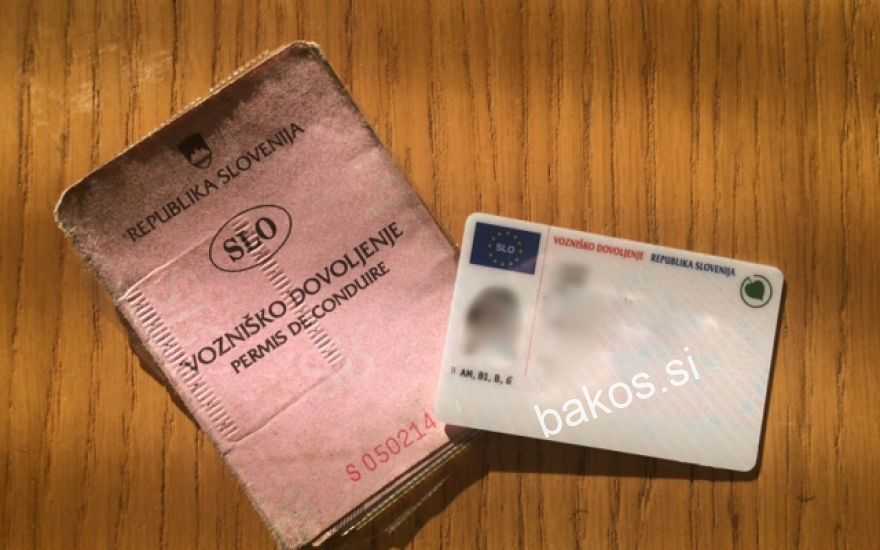 REPUBLIKA SLOVENIJA
SLO
VOZNIŠKO DOVOLJENJE
PERMIS DE CONDUIRE
S 050214
SLO
VOZNIŠKO DOVOLJENJE REPUBLIKA SLOVENIJA
AM, B1, B, G
bakos.si